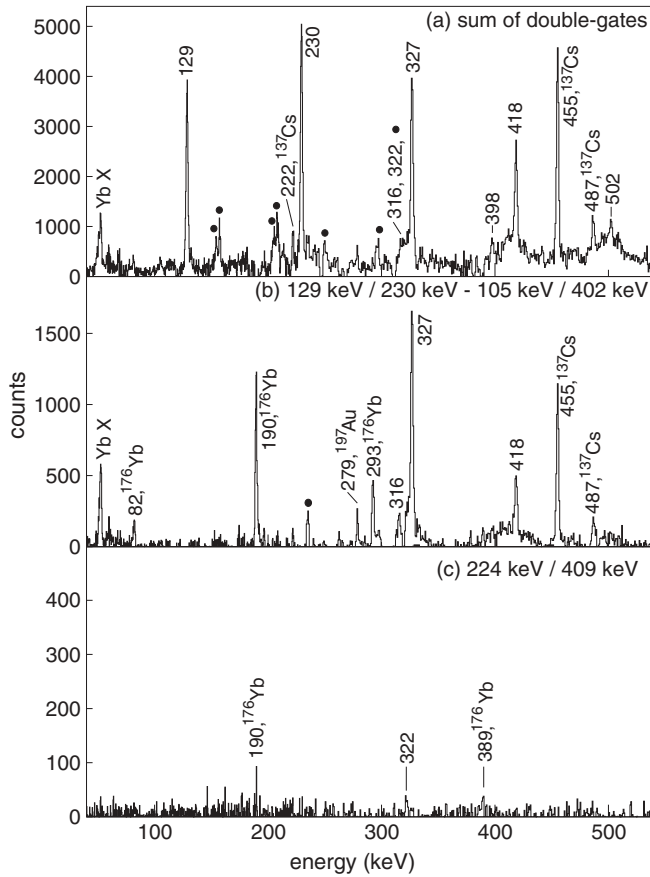 (a) sum of double-gates
5000
4000
3000
2000
1000
0
Yb X
129
222,¹³⁷Cs
230
316, 322,
327
398
418
455,¹³⁷Cs
487,¹³⁷Cs
502
(b) 129 keV / 230 keV - 105 keV / 402 keV
counts
1500
1000
500
0
Yb X
82,¹⁷⁶Yb
190,¹⁷⁶Yb
279,¹⁹⁷Au
293,¹⁷⁶Yb
316
327
418
455,¹³⁷Cs
487,¹³⁷Cs
(c) 224 keV / 409 keV
400
300
200
100
0
190,¹⁷⁶Yb
322
389,¹⁷⁶Yb
100 200 300 400 500
energy (keV)